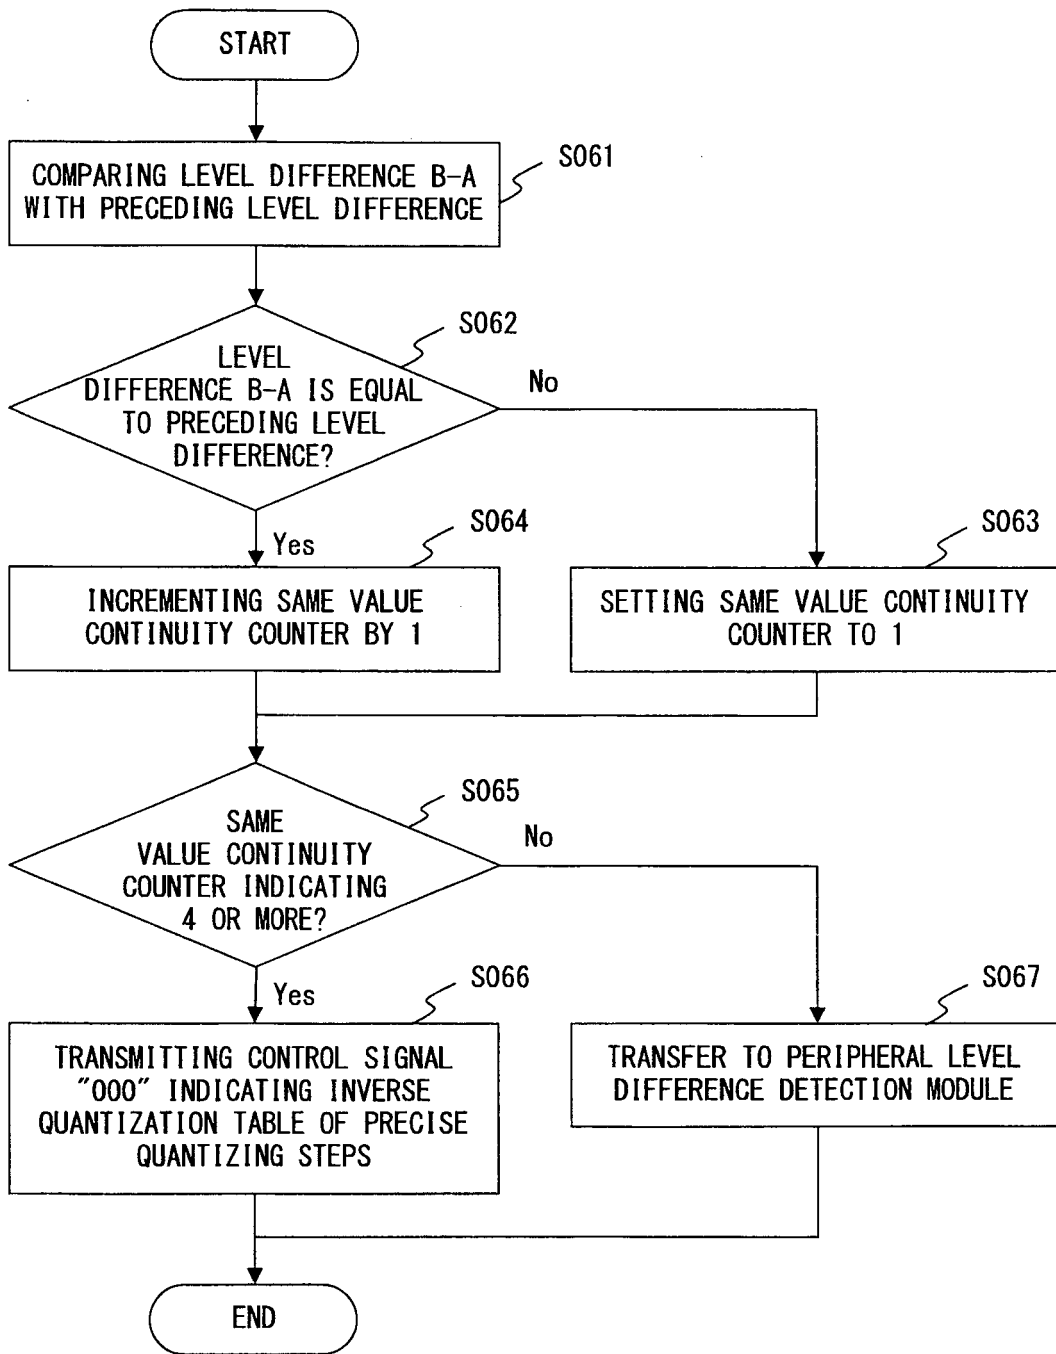 START
S061
COMPARING LEVEL DIFFERENCE B-A
WITH PRECEDING LEVEL DIFFERENCE
S062
LEVEL
DIFFERENCE B-A IS EQUAL
TO PRECEDING LEVEL
DIFFERENCE?
No
Yes
S064
INCREMENTING SAME VALUE
CONTINUITY COUNTER BY 1
S063
SETTING SAME VALUE CONTINUITY
COUNTER TO 1
S065
SAME
VALUE CONTINUITY
COUNTER INDICATING
4 OR MORE?
No
Yes
S066
TRANSMITTING CONTROL SIGNAL
"000" INDICATING INVERSE
QUANTIZATION TABLE OF PRECISE
QUANTIZING STEPS
S067
TRANSFER TO PERIPHERAL LEVEL
DIFFERENCE DETECTION MODULE
END